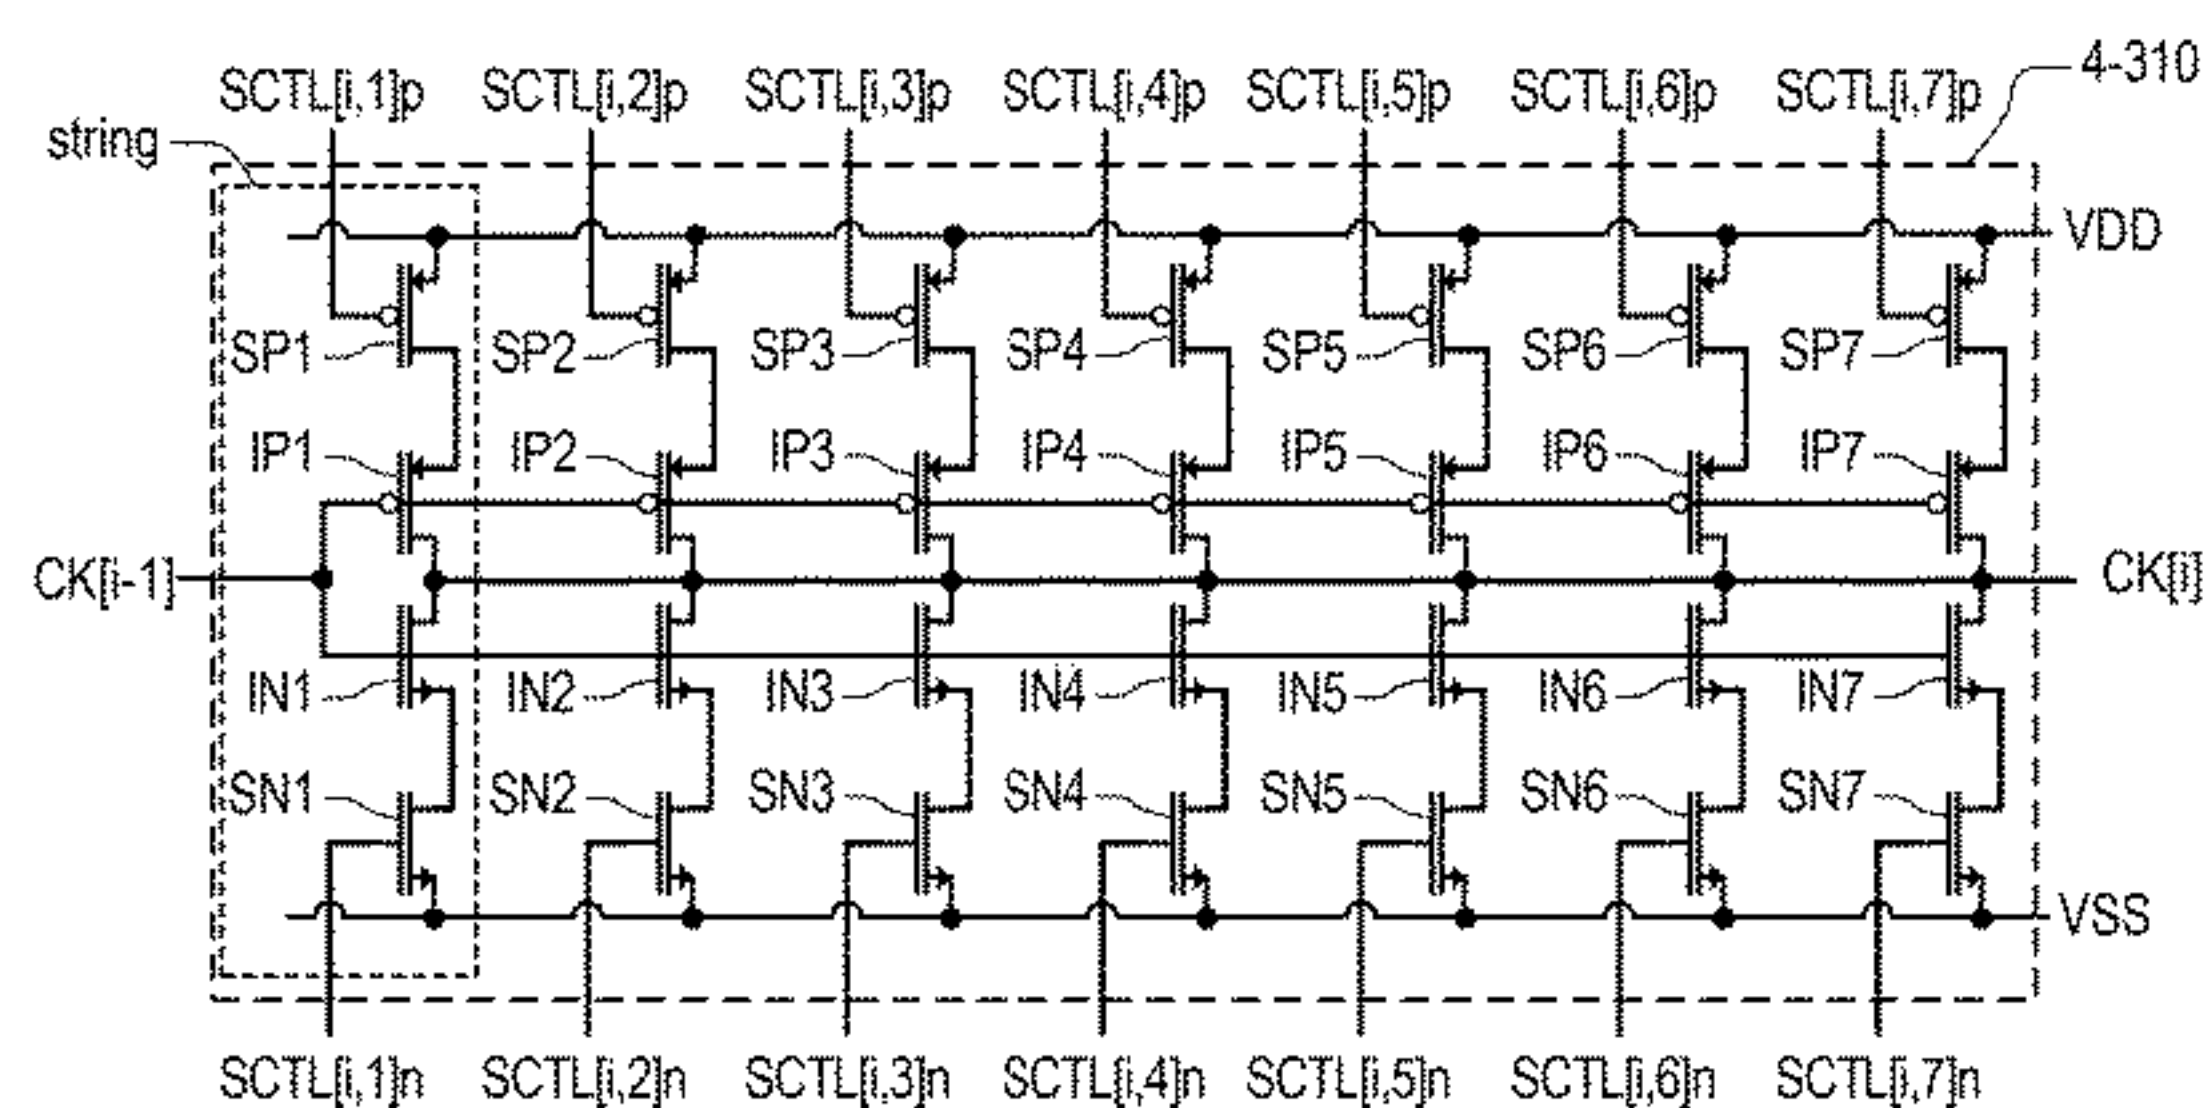 4-310
SCTL[i,1]p SCTL[i,2]p SCTL[i,3]p SCTL[i,4]p SCTL[i,5]p SCTL[i,6]p SCTL[i,7]p
string
VDD
SP1 SP2 SP3 SP4 SP5 SP6 SP7
IP1 IP2 IP3 IP4 IP5 IP6 IP7
CK[i-1] CK[i]
IN1 IN2 IN3 IN4 IN5 IN6 IN7
SN1 SN2 SN3 SN4 SN5 SN6 SN7
VSS
SCTL[i,1]n SCTL[i,2]n SCTL[i,3]n SCTL[i,4]n SCTL[i,5]n SCTL[i,6]n SCTL[i,7]n